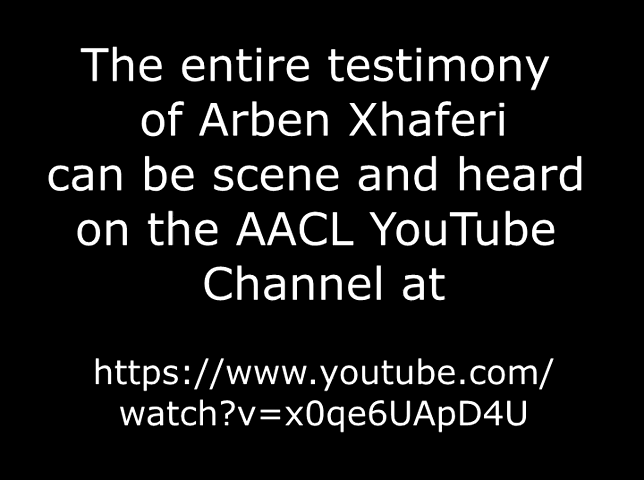 The entire testimony
of Arben Xhaferi
can be scene and heard
on the AACL YouTube
Channel at
https://www.youtube.com/
watch?v=x0qe6UApD4U